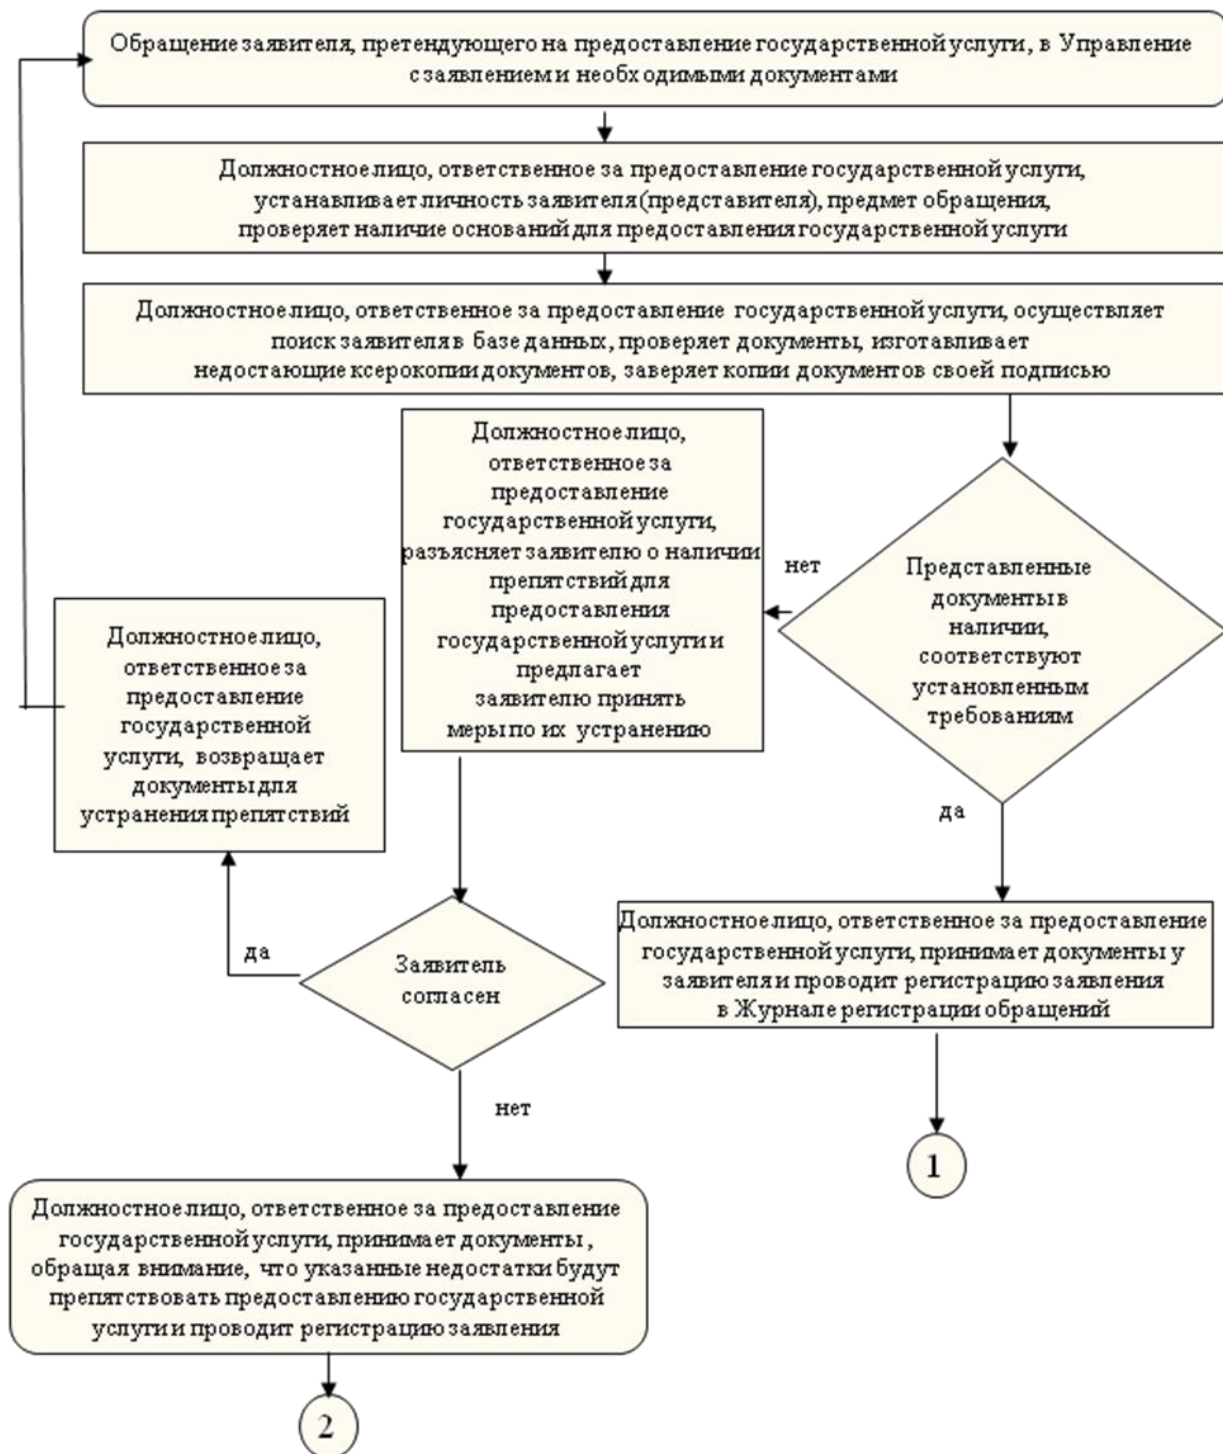 Обращение заявителя, претендующего на предоставление государственной услуги, в Управление
с заявлением и необходимыми документами
Должностное лицо, ответственное за предоставление государственной услуги,
устанавливает личность заявителя (представителя), предмет обращения,
проверяет наличие оснований для предоставления государственной услуги
Должностное лицо, ответственное за предоставление государственной услуги, осуществляет
поиск заявителя в базе данных, проверяет документы, изготавливает
недостающие ксерокопии документов, заверяет копии документов своей подписью
Должностное лицо,
ответственное за
предоставление
государственной услуги,
разъясняет заявителю о наличии
препятствий для
предоставления
государственной услуги и
предлагает
заявителю принять
меры по их устранению
нет
Представленные
документы в
наличии,
соответствуют
установленным
требованиям
Должностное лицо,
ответственное за
предоставление
государственной
услуги, возвращает
документы для
устранения препятствий
да
да
Заявитель
согласен
Должностное лицо, ответственное за предоставление
государственной услуги, принимает документы у
заявителя и проводит регистрацию заявления
в Журнале регистрации обращений
нет
1
Должностное лицо, ответственное за предоставление
государственной услуги, принимает документы ,
обращая внимание, что указанные недостатки будут
препятствовать предоставлению государственной
услуги и проводит регистрацию заявления
2